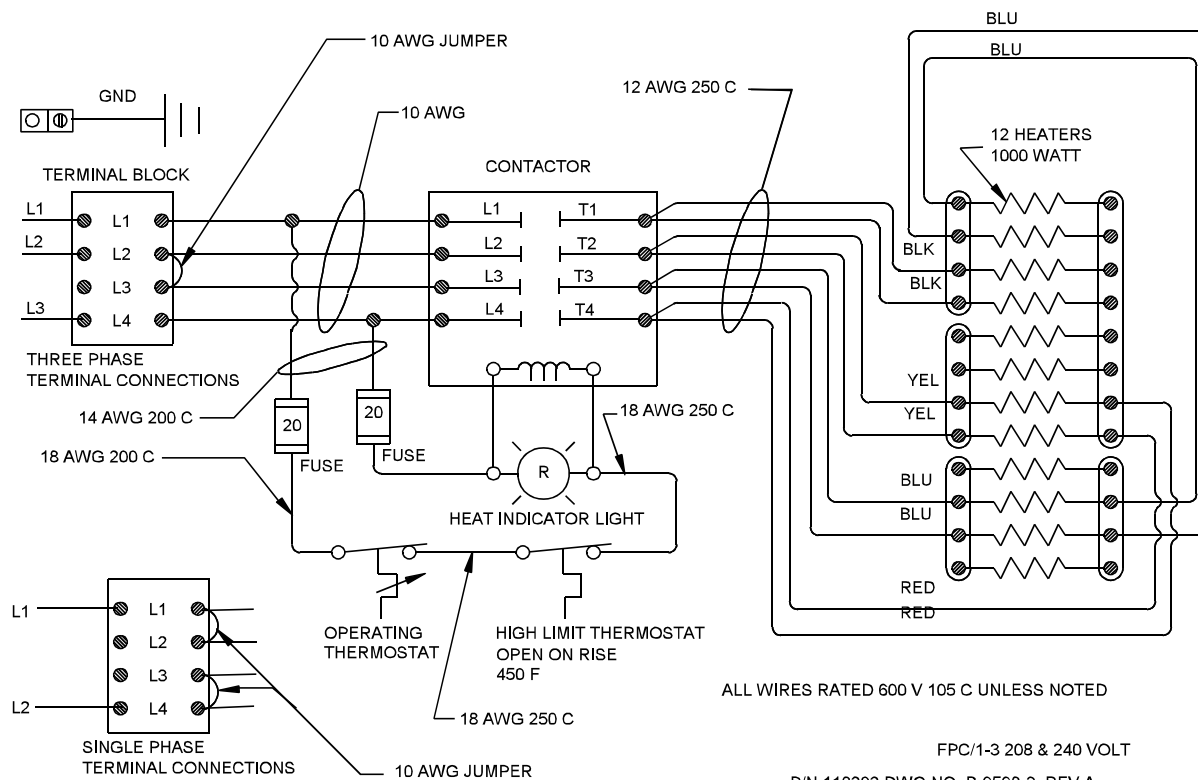 BLU
BLU
10 AWG JUMPER
GND
10 AWG
12 AWG 250 C
12 HEATERS
1000 WATT
TERMINAL BLOCK
CONTACTOR
L1 L1 L1 T1
L2 L2 L2 T2
BLK
L3 L3 T3
BLK
L3 L4 L4 T4
THREE PHASE
TERMINAL CONNECTIONS
YEL
YEL
14 AWG 200 C
20
20
18 AWG 250 C
FUSE
FUSE
18 AWG 200 C
R
HEAT INDICATOR LIGHT
BLU
BLU
RED
RED
L1 L1
L2
L3
L2 L4
OPERATING
THERMOSTAT
HIGH LIMIT THERMOSTAT
OPEN ON RISE
450 F
ALL WIRES RATED 600 V 105 C UNLESS NOTED
18 AWG 250 C
SINGLE PHASE
TERMINAL CONNECTIONS
10 AWG JUMPER
FPC/1-3 208 & 240 VOLT